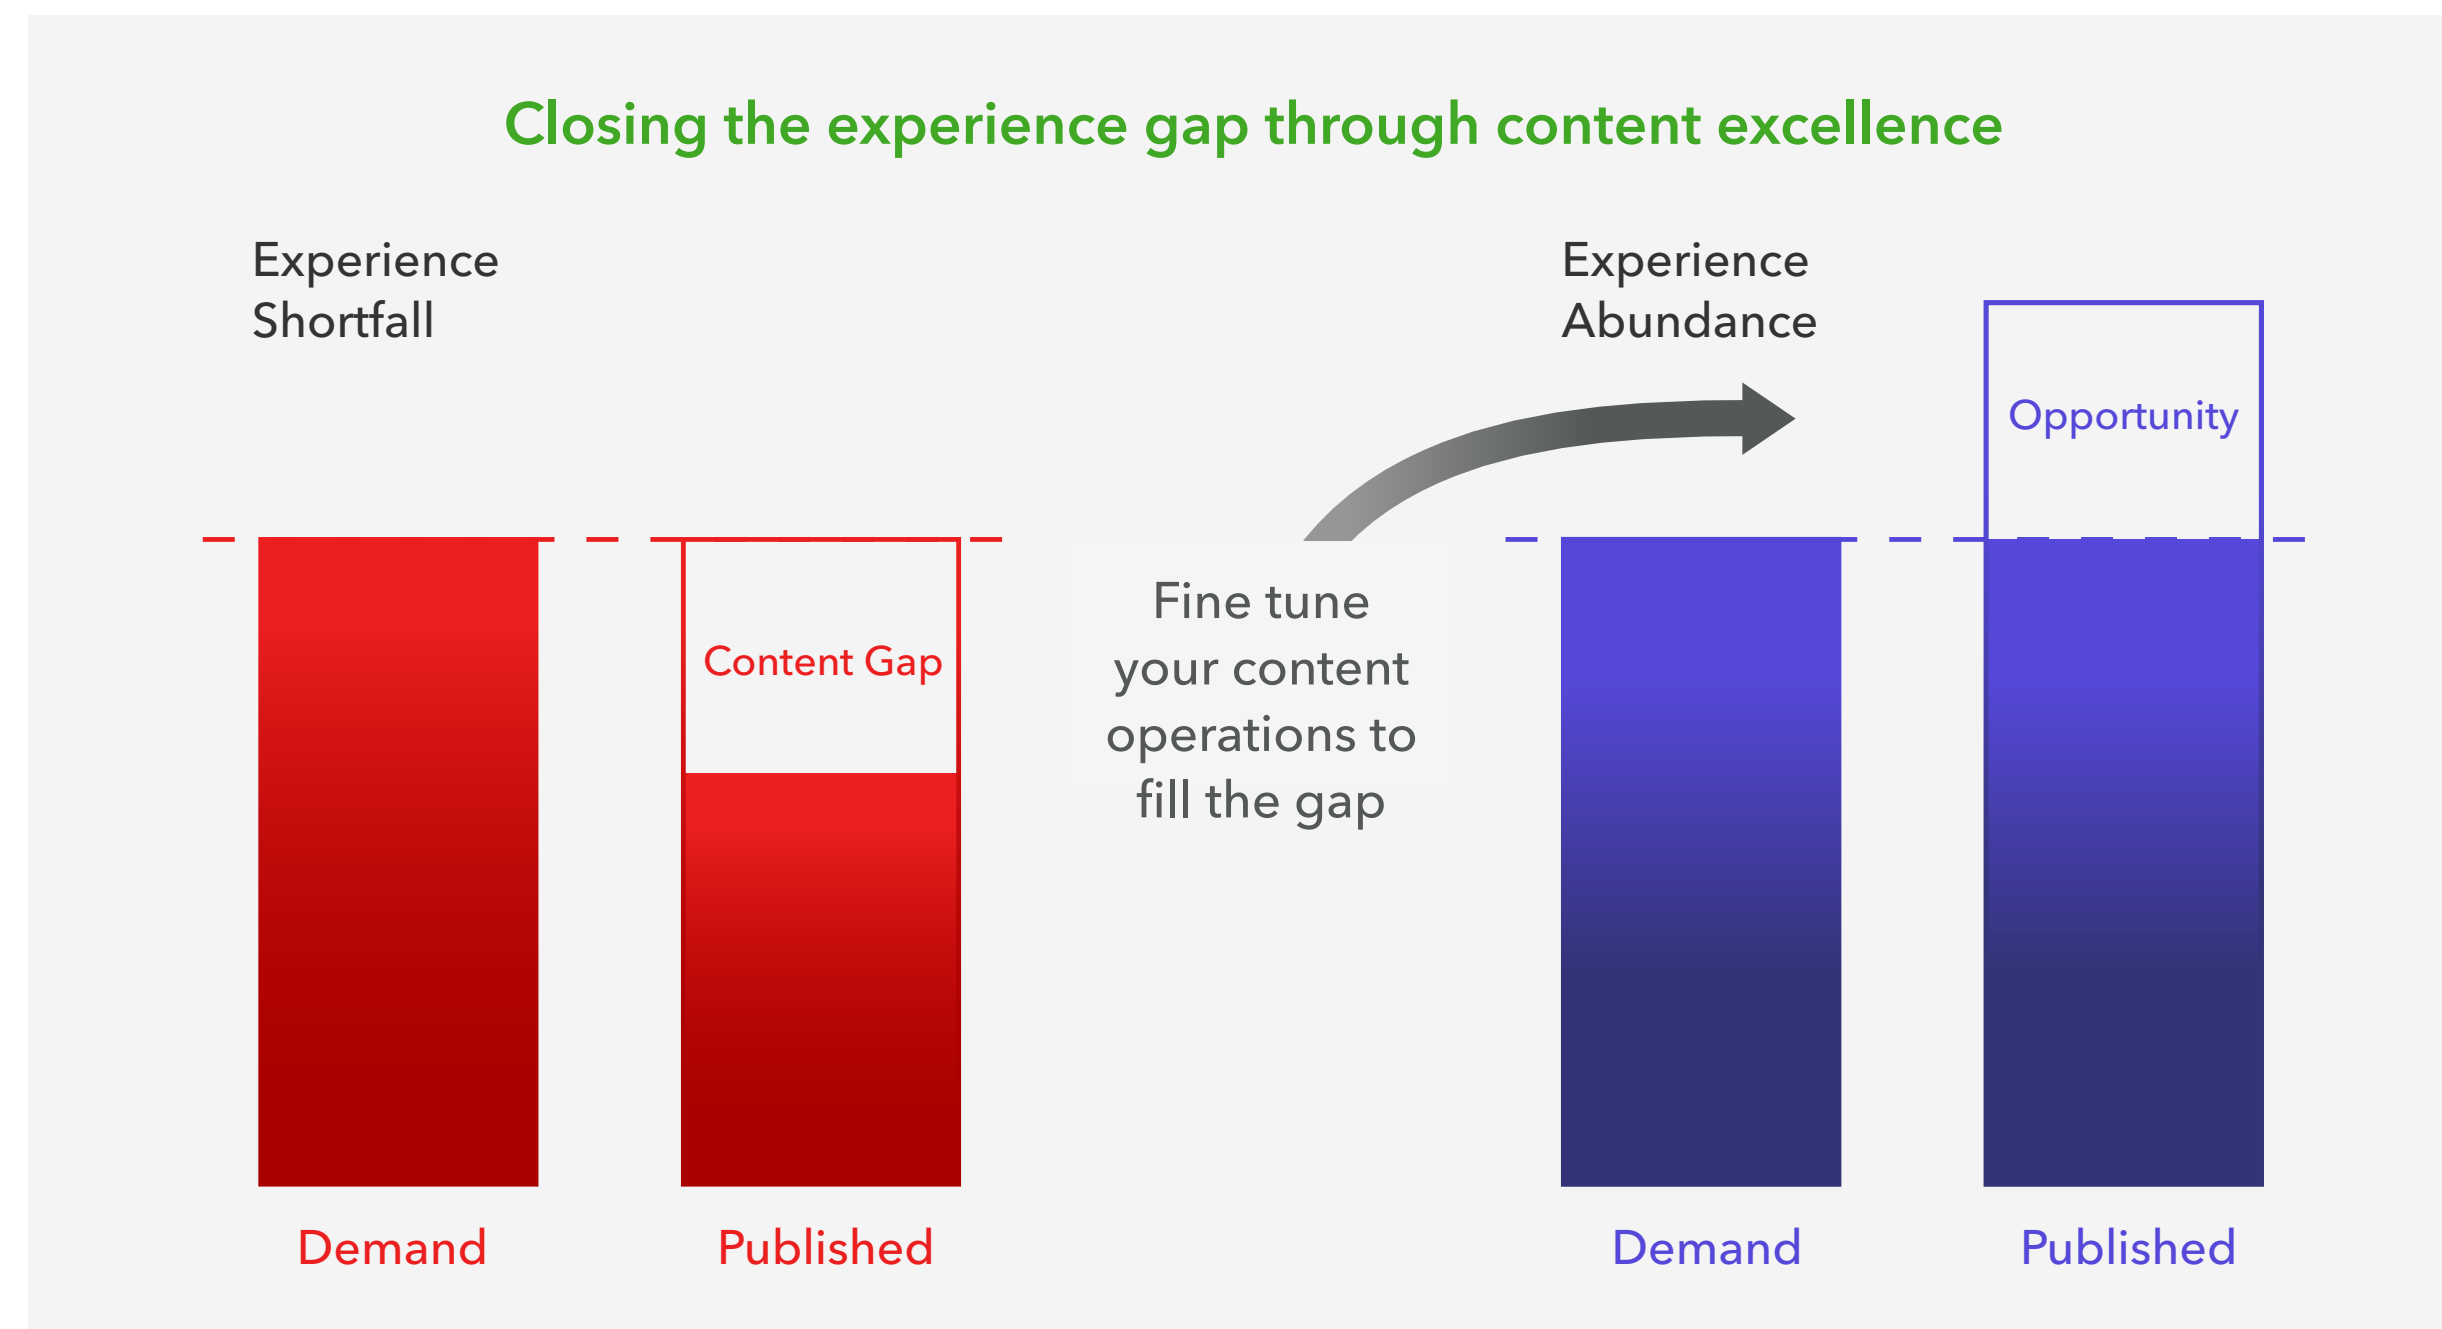 Closing the experience gap through content excellence
Experience
Shortfall
Content Gap
Demand
Published
Fine tune
your content
operations to
fill the gap
Experience
Abundance
Opportunity
Demand
Published